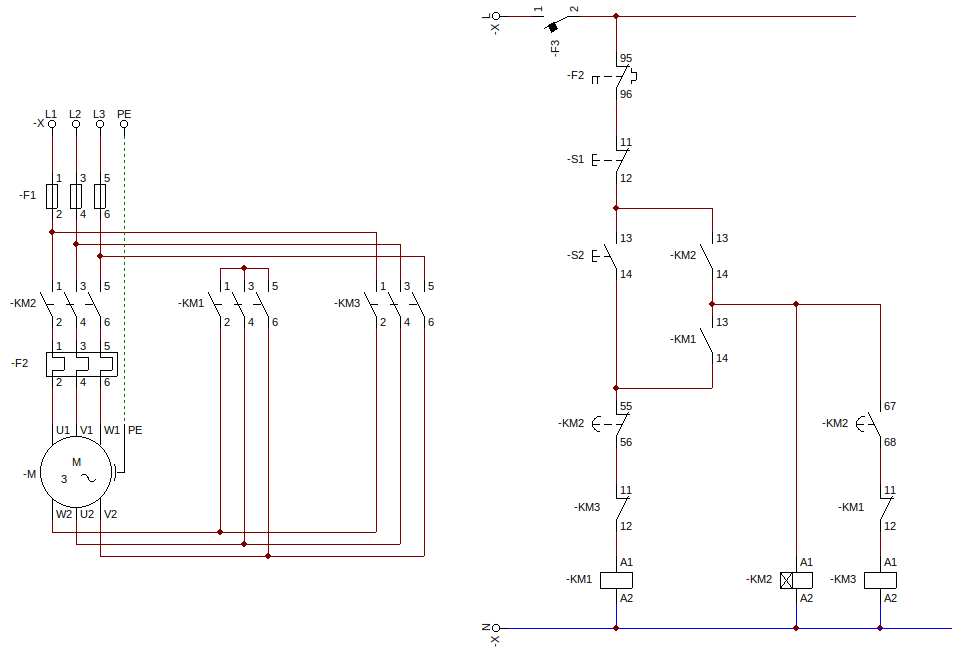 L1 L2 L3 PE
-X
1 3 5
-F1
2 4 6
1 3 5
-KM2
2 4 6
1 3 5
-KM1
2 4 6
1 3 5
-KM3
2 4 6
1 3 5
-F2
2 4 6
U1 V1 W1 PE
M
3
-M
W2 U2 V2
L
-X
1 2
-F3
95
-F2
96
11
-S1
12
13
-S2
14
13
-KM2
14
13
-KM1
14
55
-KM2
56
67
-KM2
68
11
-KM3
12
11
-KM1
12
A1
-KM1
A2
A1
-KM2
A2
A1
-KM3
A2
N
-X